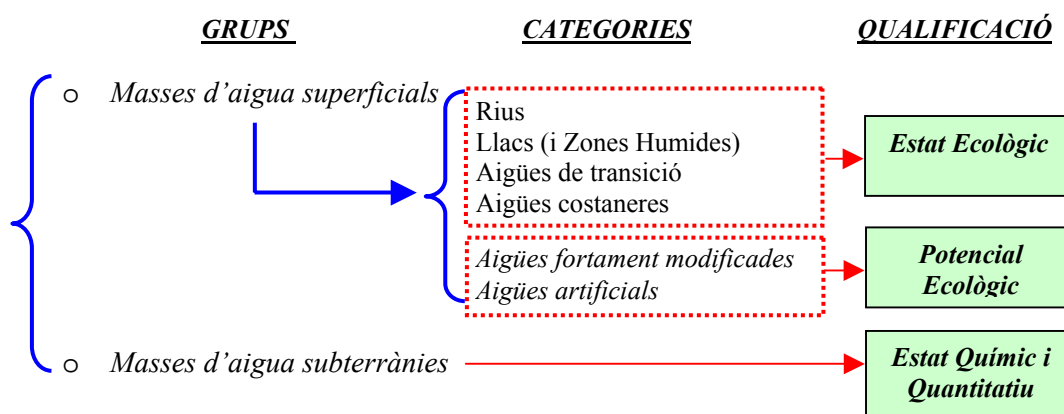 GRUPS CATEGORIES QUALIFICACIÓ
o Masses d'aigua superficials
Rius
Llacs (i Zones Humides)
Aigües de transició
Aigües costaneres
Estat Ecològic
Aigües fortament modificades
Aigües artificials
Potencial
Ecològic
o Masses d'aigua subterrànies
Estat Químic i
Quantitatiu